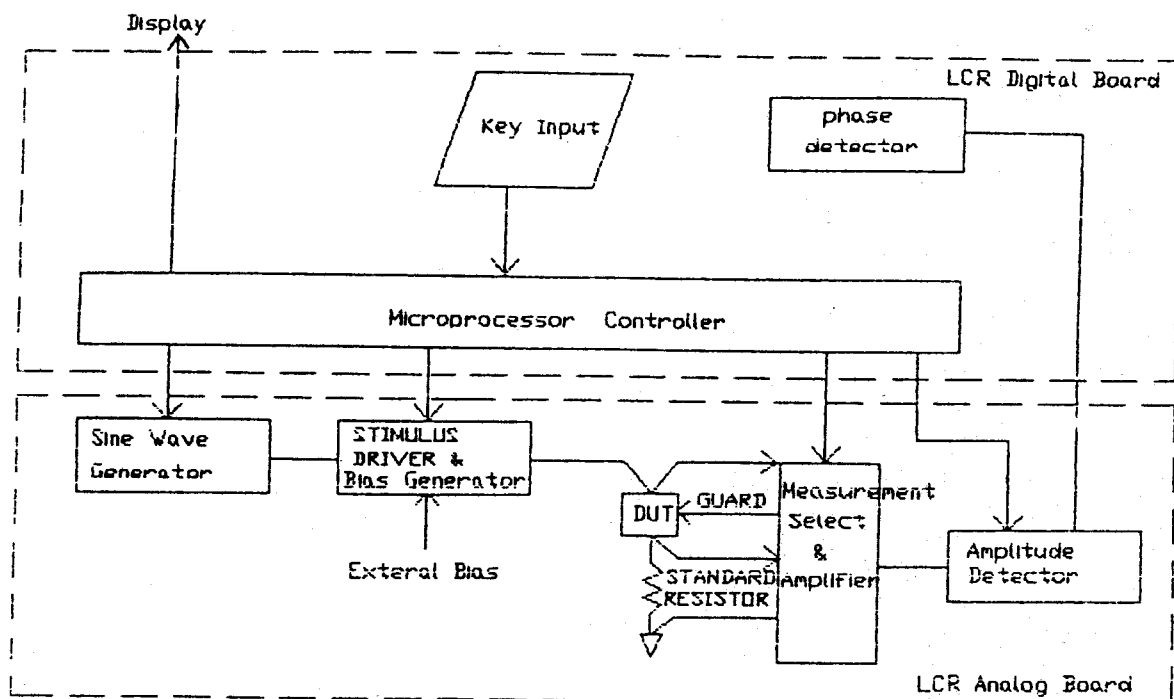 Display
LCR Digital Board
Key Input
phase
detector
Microprocessor Controller
Sine Wave
Generator
STIMULUS
DRIVER &
Bias Generator
External Bias
DUT
GUARD
STANDARD
RESISTOR
Measurement
Select
&
Amplifier
Amplitude
Detector
LCR Analog Board